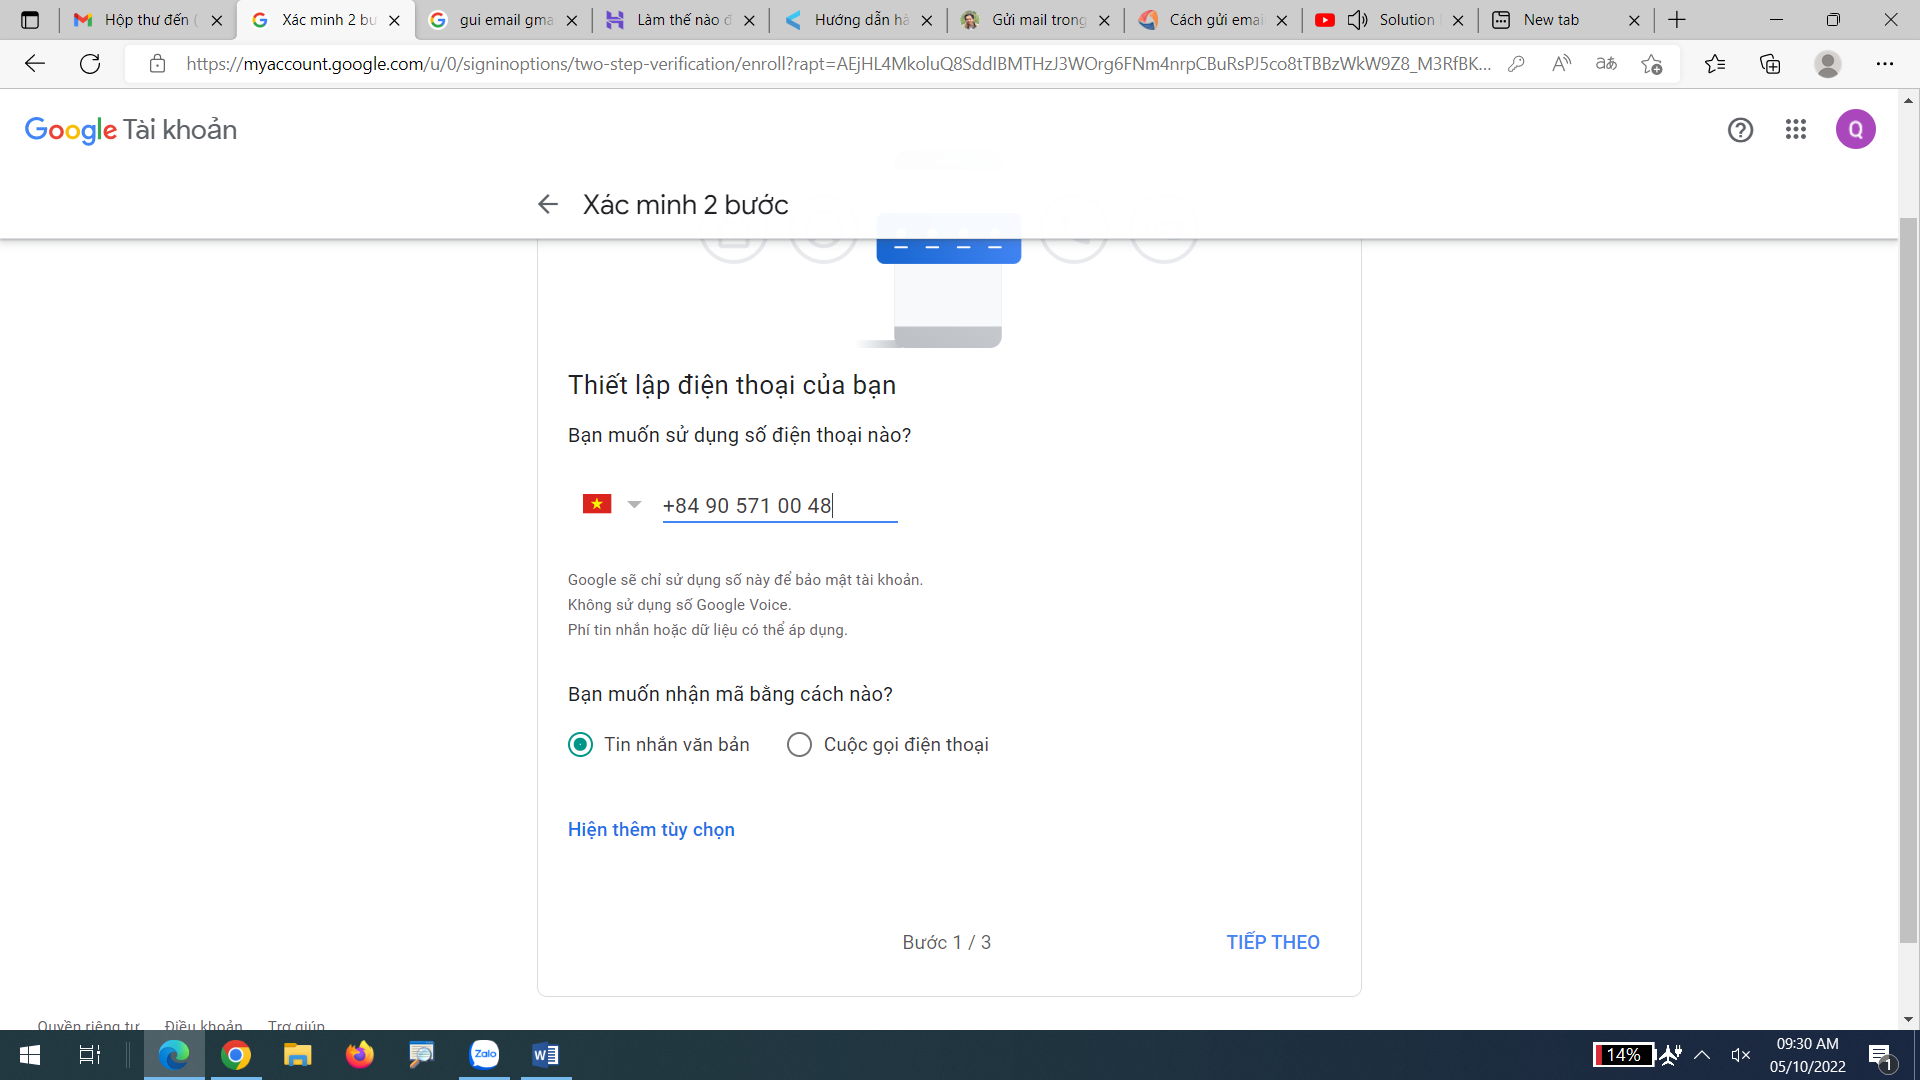 Hộp thư đến (
Xác minh 2 bư
gui email gma
Làm thế nào đ
Hướng dẫn hà
Gửi mail trong
Cách gửi emai
Solution
New tab
https://myaccount.google.com/u/0/signinoptions/two-step-verification/enroll?rapt=AEjHL4MkoluQ8SddIBMTHzJ3WOrg6FNm4nrpCBuRsPJ5co8tTBBzWkW9Z8_M3RfBK...
Google Tài khoản
Q
Xác minh 2 bước
Thiết lập điện thoại của bạn
Bạn muốn sử dụng số điện thoại nào?
+84 90 571 00 48
Google sẽ chỉ sử dụng số này để bảo mật tài khoản.
Không sử dụng số Google Voice.
Phí tin nhắn hoặc dữ liệu có thể áp dụng.
Bạn muốn nhận mã bằng cách nào?
Tin nhắn văn bản
Cuộc gọi điện thoại
Hiện thêm tùy chọn
Bước 1 / 3
TIẾP THEO
Quyền riêng tư Điều khoản Trợ giúp
Zalo
14%
09:30 AM
05/10/2022
1